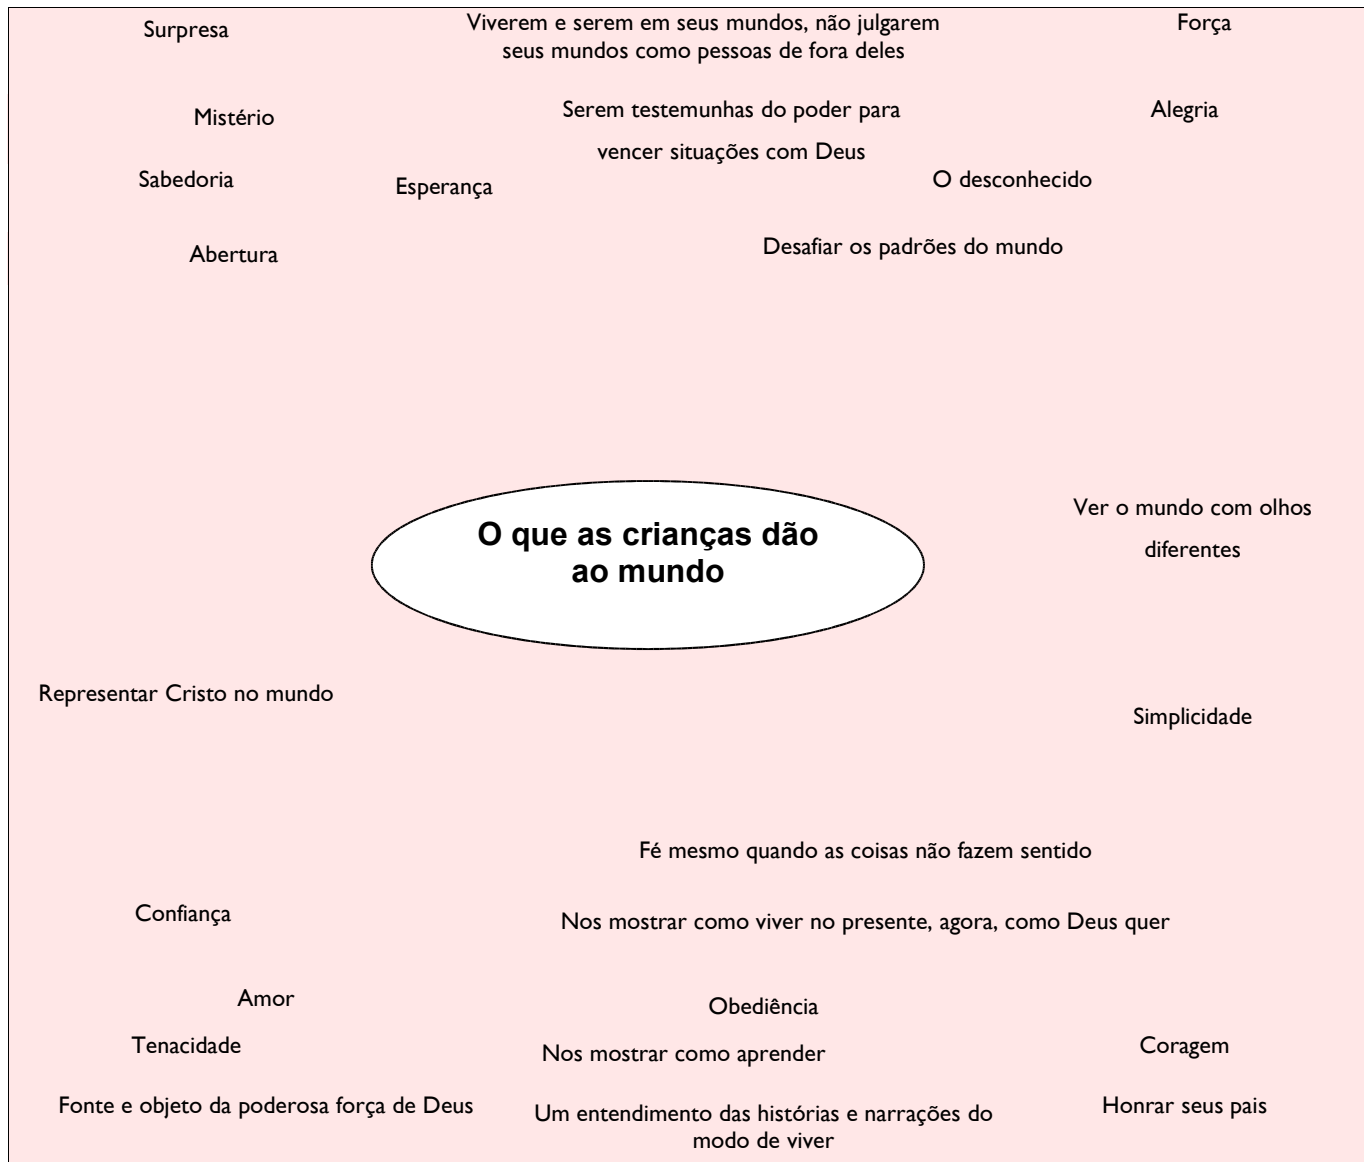 Surpresa
Viverem e serem em seus mundos, não julgarem
seus mundos como pessoas de fora deles
Força
Mistério
Serem testemunhas do poder para
vencer situações com Deus
Alegria
Sabedoria
Esperança
O desconhecido
Abertura
Desafiar os padrões do mundo
O que as crianças dão
ao mundo
Ver o mundo com olhos
diferentes
Representar Cristo no mundo
Simplicidade
Fé mesmo quando as coisas não fazem sentido
Confiança
Nos mostrar como viver no presente, agora, como Deus quer
Amor
Obediência
Tenacidade
Nos mostrar como aprender
Coragem
Fonte e objeto da poderosa força de Deus
Um entendimento das histórias e narrações do
modo de viver
Honrar seus pais